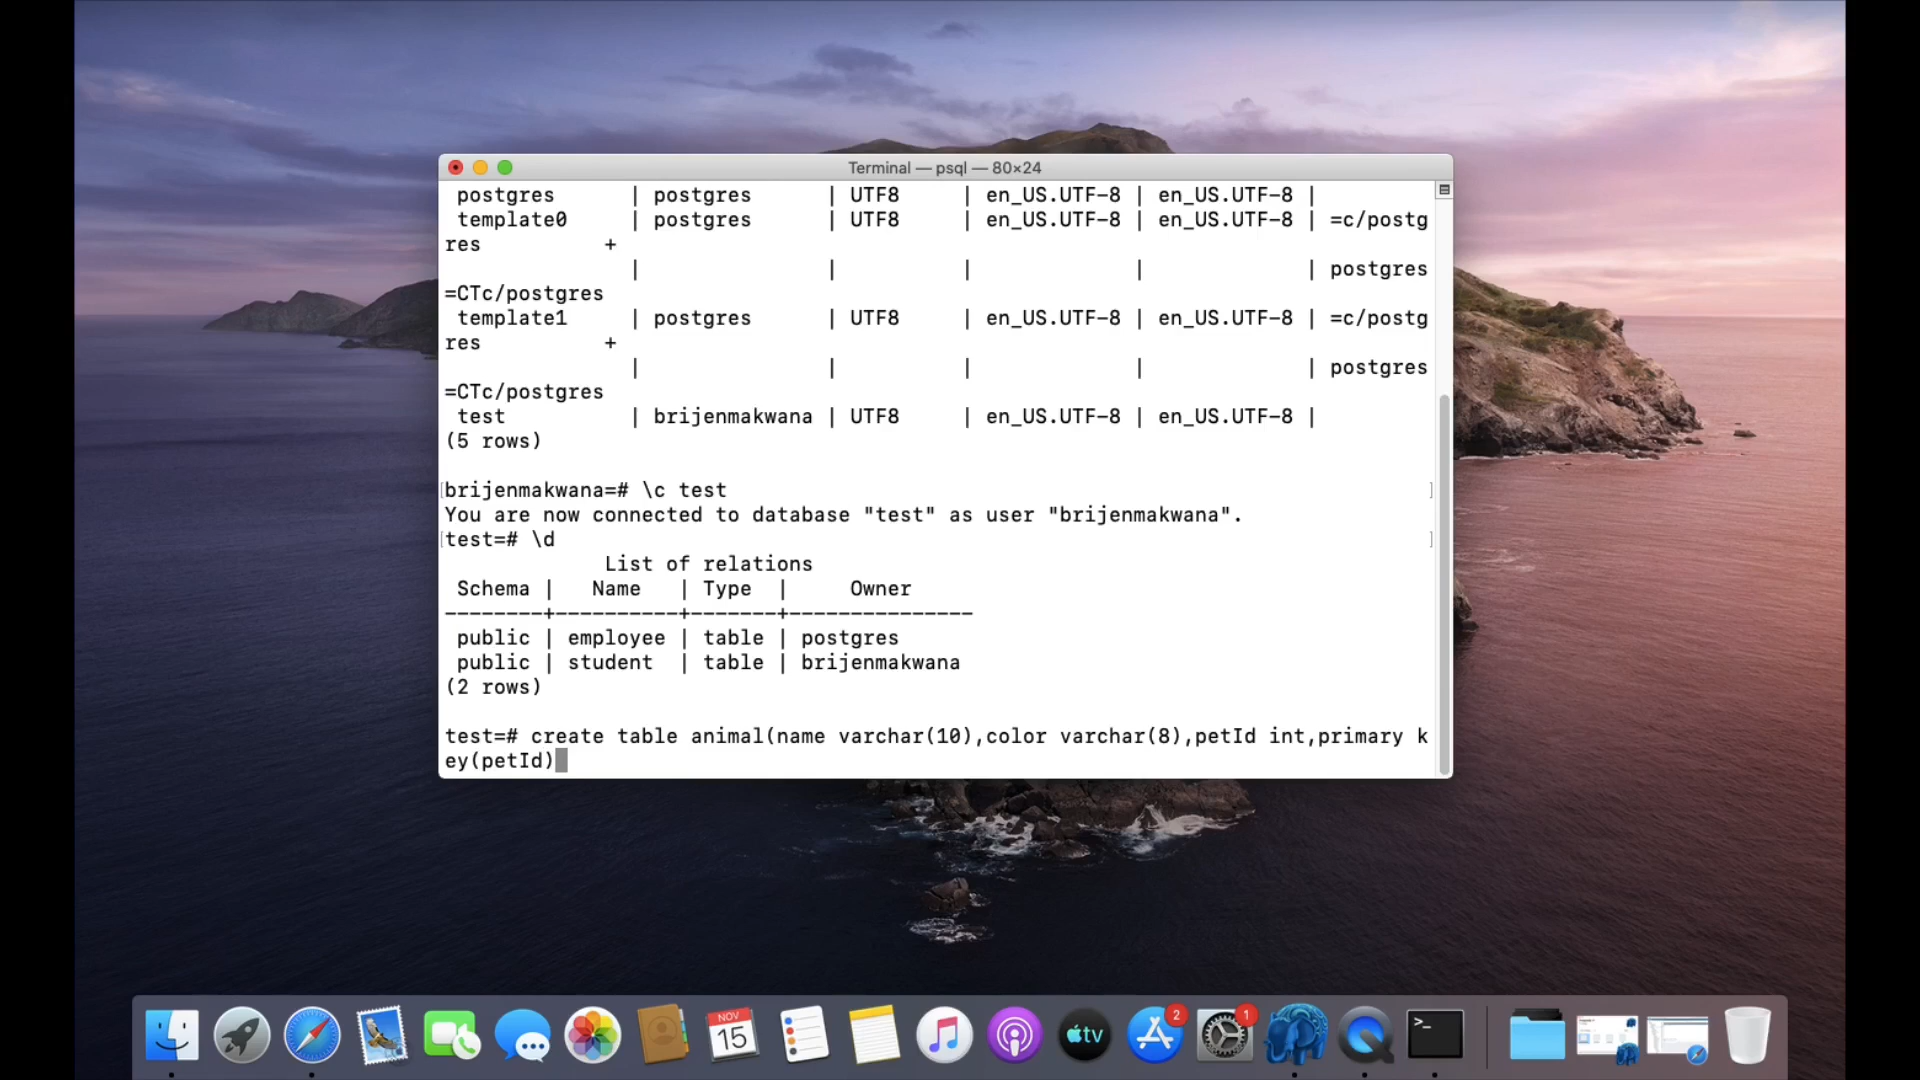 Terminal — psql — 80×24
postgres | postgres | UTF8 | en_US.UTF-8 | en_US.UTF-8 |
template0 | postgres | UTF8 | en_US.UTF-8 | en_US.UTF-8 | =c/postg
res +
| | | | | postgres
=CTc/postgres
template1 | postgres | UTF8 | en_US.UTF-8 | en_US.UTF-8 | =c/postg
res +
| | | | | postgres
=CTc/postgres
test | brijenmakwana | UTF8 | en_US.UTF-8 | en_US.UTF-8 |
(5 rows)
[brijenmakwana=# \c test ]
You are now connected to database "test" as user "brijenmakwana".
[test=# \d ]
List of relations
Schema | Name | Type | Owner
--------+----------+-------+---------------
public | employee | table | postgres
public | student | table | brijenmakwana
(2 rows)
test=# create table animal(name varchar(10),color varchar(8),petId int,primary k
ey(petId)
NOV
15
tv
2
1
>_